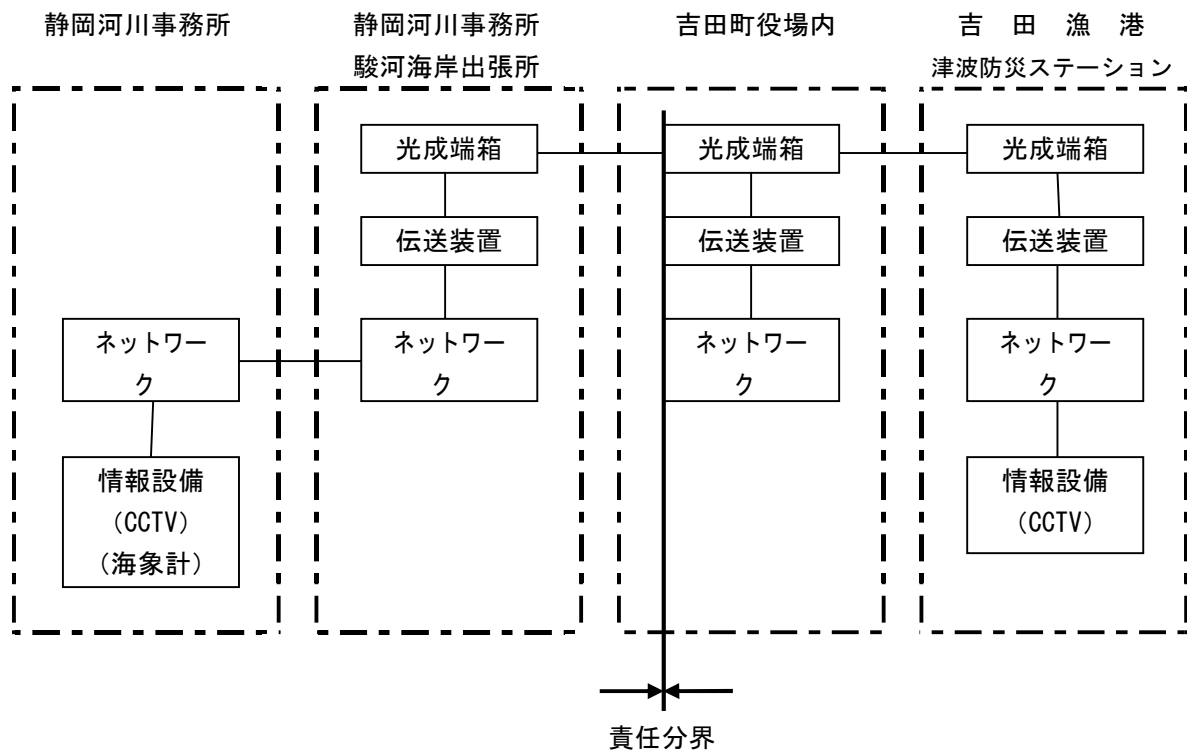 静岡河川事務所
静岡河川事務所
駿河海岸出張所
吉田町役場内
吉田漁港
津波防災ステーション
光成端箱
光成端箱
光成端箱
伝送装置
伝送装置
伝送装置
ネットワー
ク
ネットワー
ク
ネットワー
ク
ネットワー
ク
情報設備
（CCTV）
（海象計）
情報設備
（CCTV）
責任分界